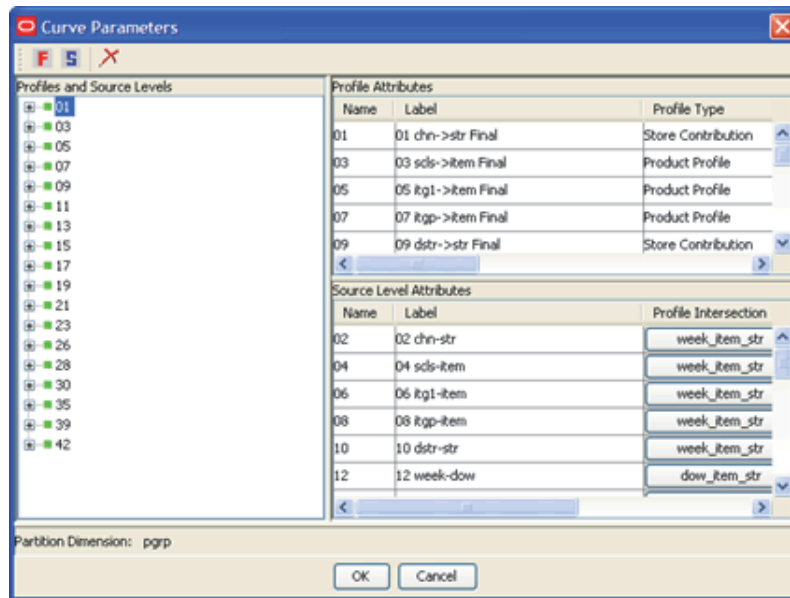 Curve Parameters
F S
Profiles and Source Levels
01
03
05
07
09
11
13
15
17
19
21
23
26
28
30
35
39
42
Profile Attributes
Name Label Profile Type
01 01 chn->str Final Store Contribution
03 03 scls->item Final Product Profile
05 05 itg1->item Final Product Profile
07 07 itgp->item Final Product Profile
09 09 dstr->str Final Store Contribution
Source Level Attributes
Name Label Profile Intersection
02 02 chn-str week_item_str
04 04 scls-item week_item_str
06 06 itg1-item week_item_str
08 08 itgp-item week_item_str
10 10 dstr-str week_item_str
12 12 week-dow dow_item_str
Partition Dimension: pgrp
OK Cancel